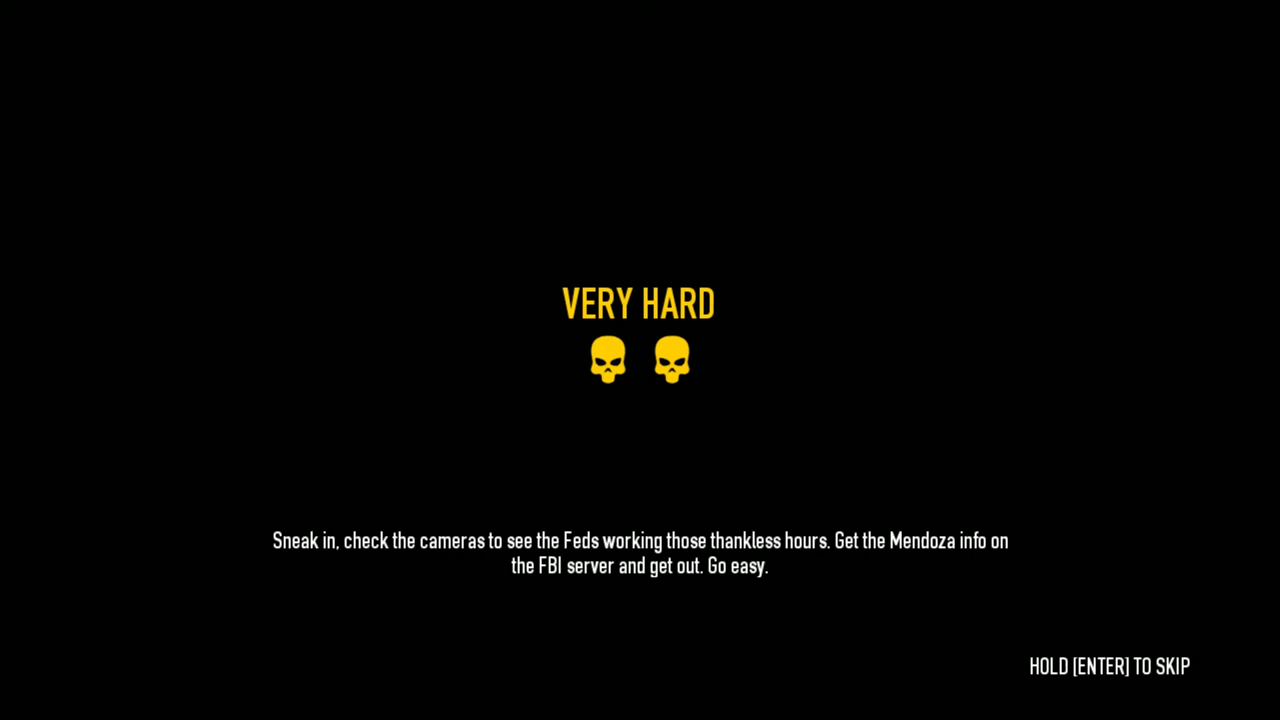 VERY HARD
Sneak in, check the cameras to see the Feds working those thankless hours. Get the Mendoza info on
the FBI server and get out. Go easy.
HOLD [ENTER] TO SKIP